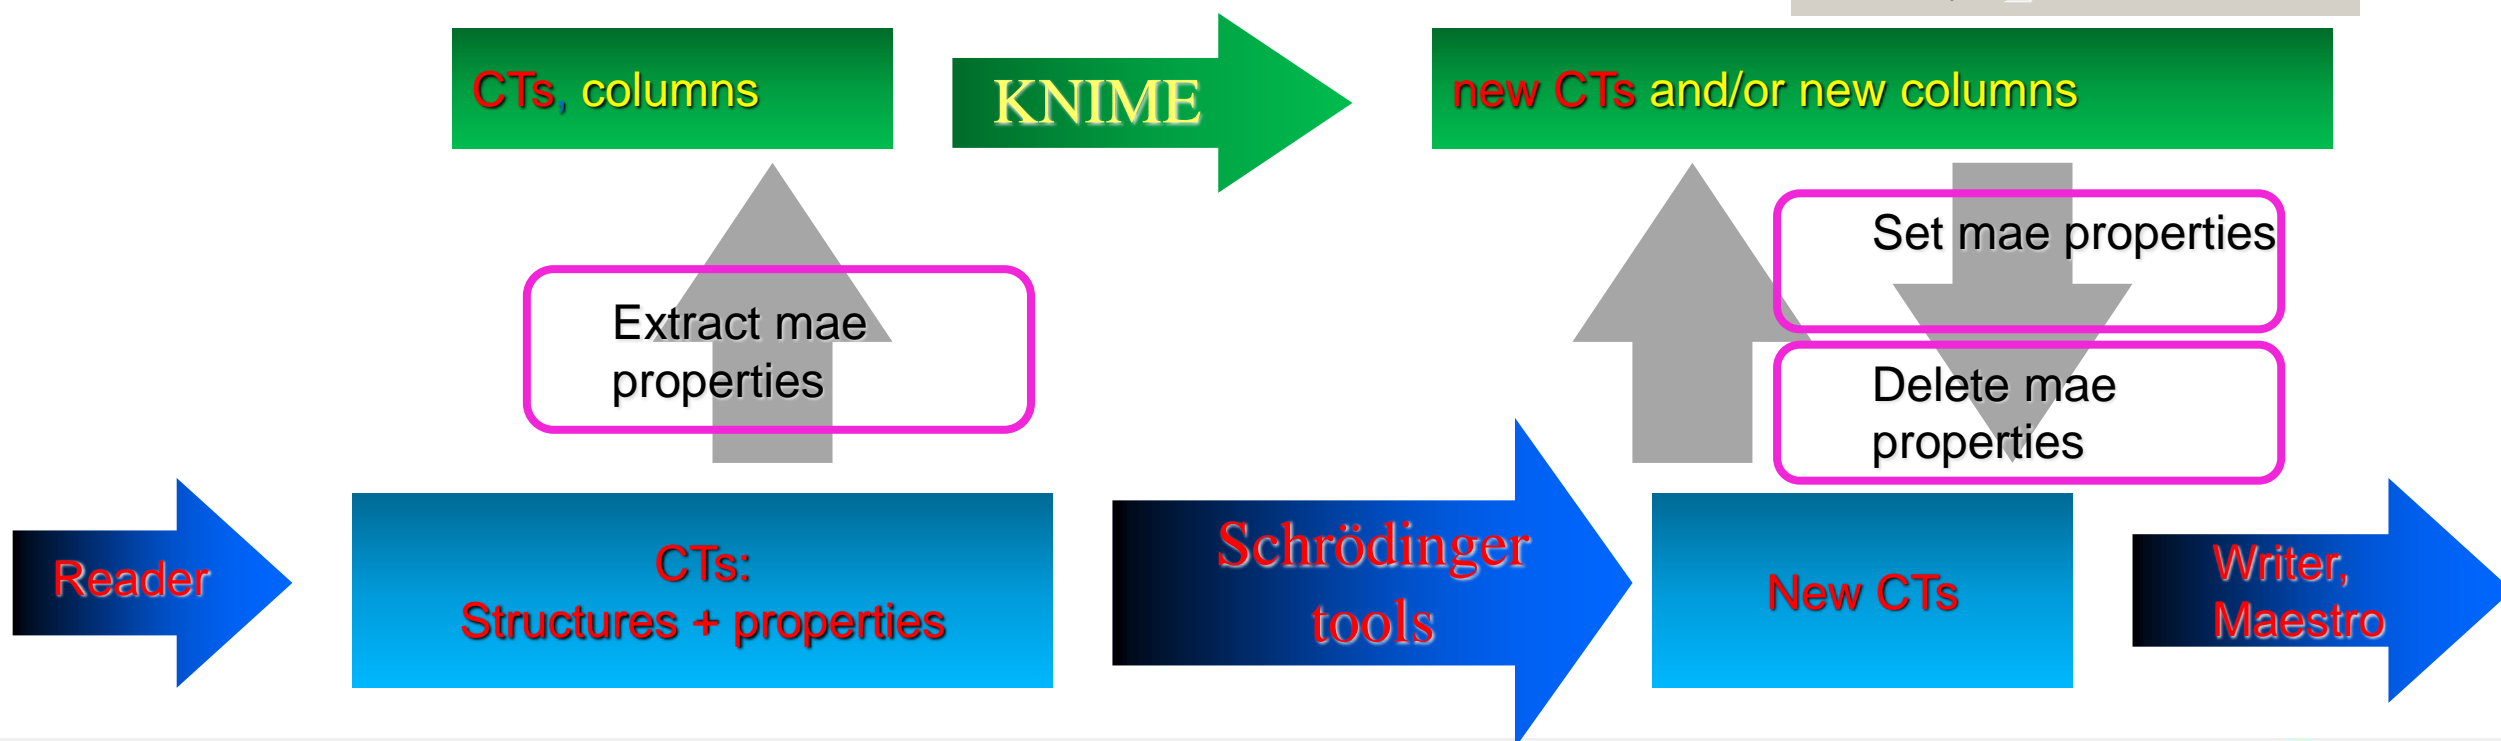 CTs, columns
KNIME
new CTs and/or new columns
Set mae properties
Extract mae
properties
Delete mae
properties
Reader
CTs:
Structures + properties
Schrödinger
tools
New CTs
Writer,
Maestro